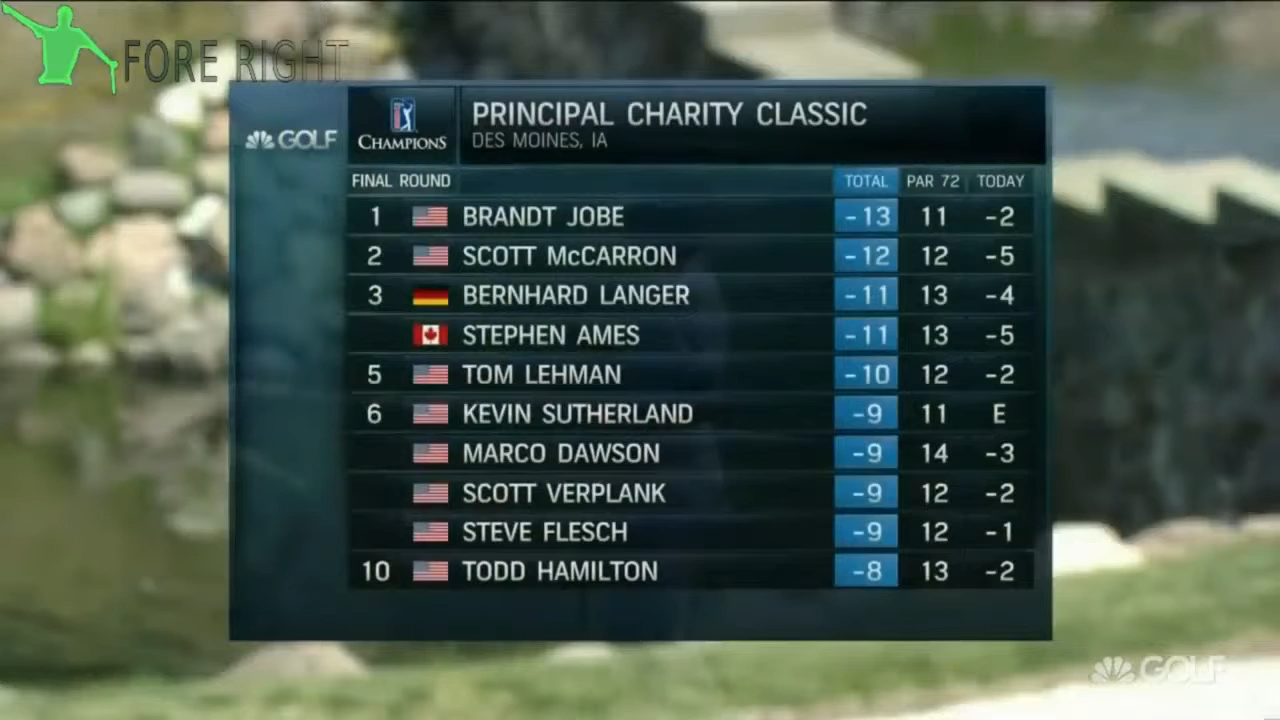 FORE RIGHT
GOLF
CHAMPIONS
PRINCIPAL CHARITY CLASSIC
DES MOINES, IA
FINAL ROUND TOTAL PAR 72 TODAY
1 BRANDT JOBE -13 11 -2
2 SCOTT McCARRON -12 12 -5
3 BERNHARD LANGER -11 13 -4
STEPHEN AMES -11 13 -5
5 TOM LEHMAN -10 12 -2
6 KEVIN SUTHERLAND -9 11 E
MARCO DAWSON -9 14 -3
SCOTT VERPLANK -9 12 -2
STEVE FLESCH -9 12 -1
10 TODD HAMILTON -8 13 -2
GOLF